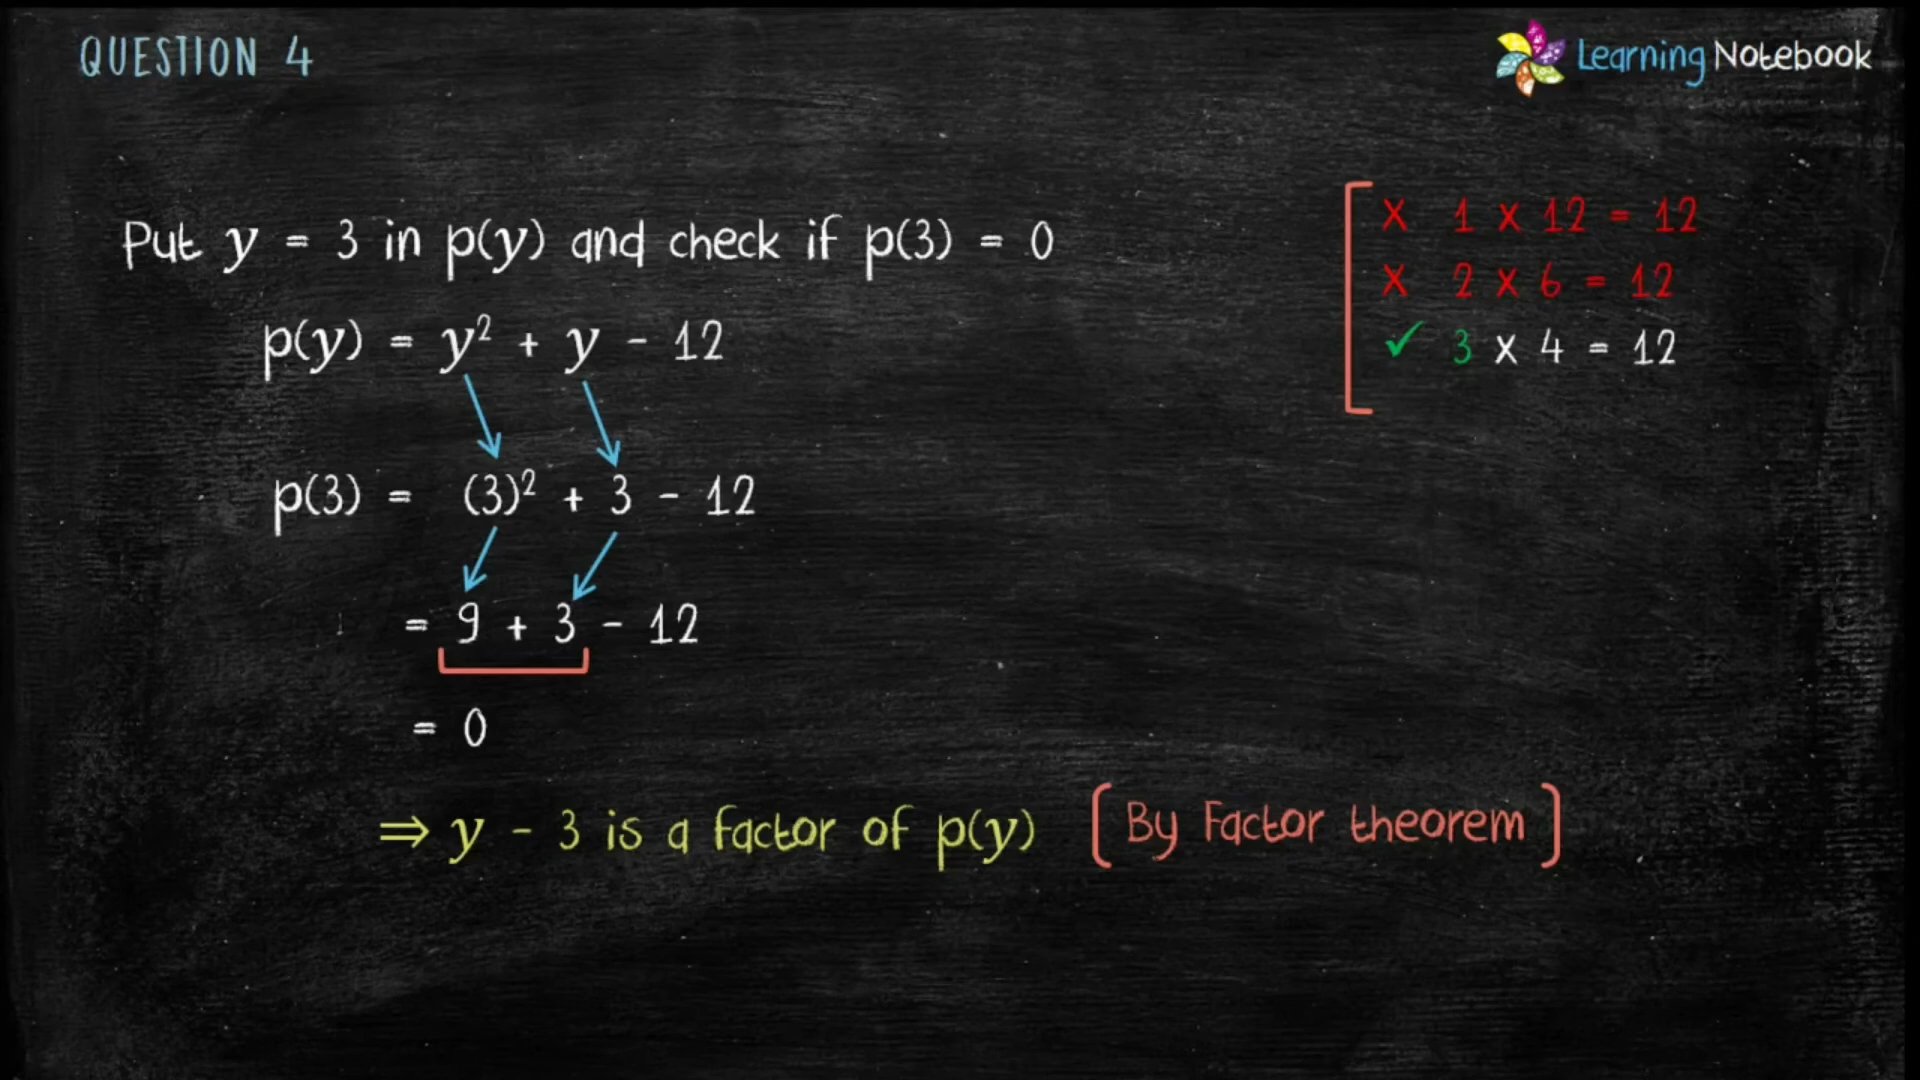 QUESTION 4
Learning Notebook
Put y = 3 in p(y) and check if p(3) = 0
x 1 x 12 = 12
x 2 x 6 = 12
✓ 3 x 4 = 12
p(y) = y² + y - 12
p(3) = (3)² + 3 - 12
= 9 + 3 - 12
= 0
⇒ y - 3 is a factor of p(y) [By Factor theorem]